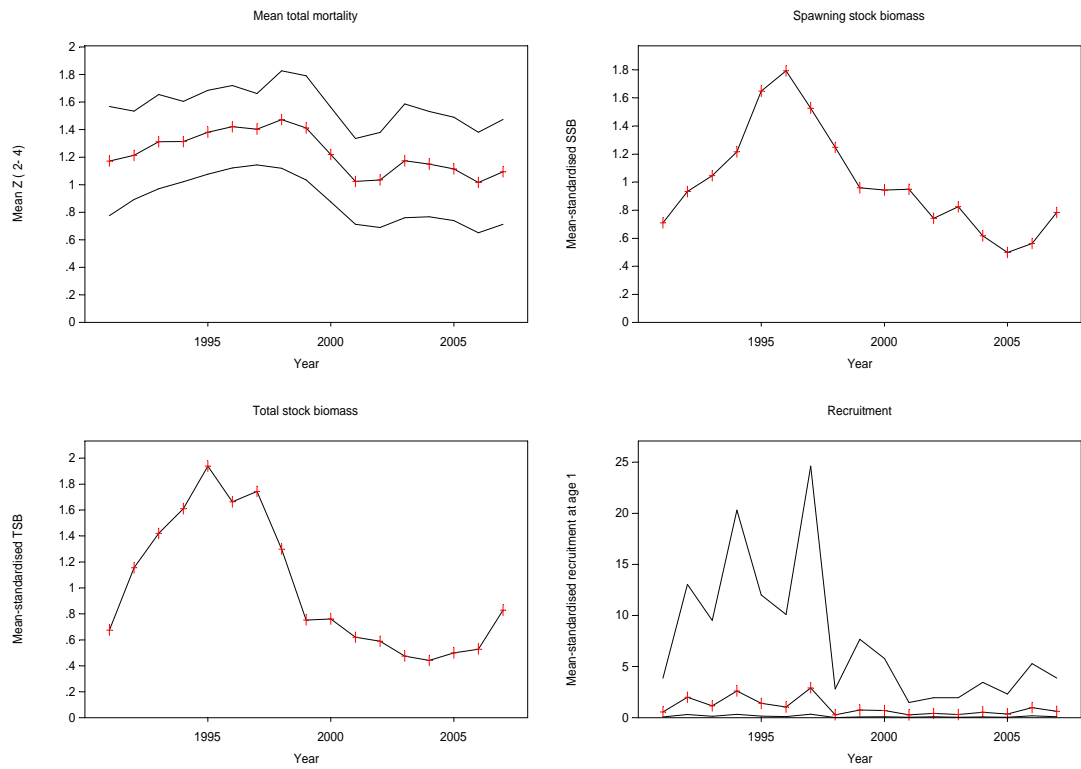 Mean total mortality
Mean Z ( 2- 4)
2
1.8
1.6
1.4
1.2
1
.8
.6
.4
.2
0
1995 2000 2005
Year
Spawning stock biomass
Mean-standardised SSB
1.8
1.6
1.4
1.2
1
.8
.6
.4
.2
0
1995 2000 2005
Year
Total stock biomass
Mean-standardised TSB
2
1.8
1.6
1.4
1.2
1
.8
.6
.4
.2
0
1995 2000 2005
Year
Recruitment
Mean-standardised recruitment at age 1
25
20
15
10
5
0
1995 2000 2005
Year